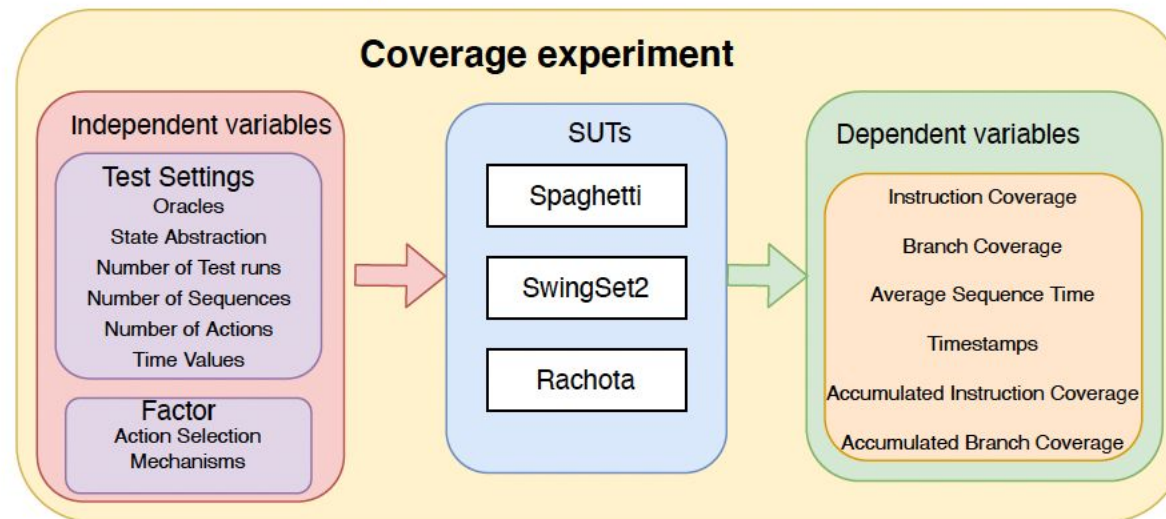 Coverage experiment
Independent variables
Test Settings
Oracles
State Abstraction
Number of Test runs
Number of Sequences
Number of Actions
Time Values
Factor
Action Selection
Mechanisms
SUTs
Spaghetti
SwingSet2
Rachota
Dependent variables
Instruction Coverage
Branch Coverage
Average Sequence Time
Timestamps
Accumulated Instruction Coverage
Accumulated Branch Coverage